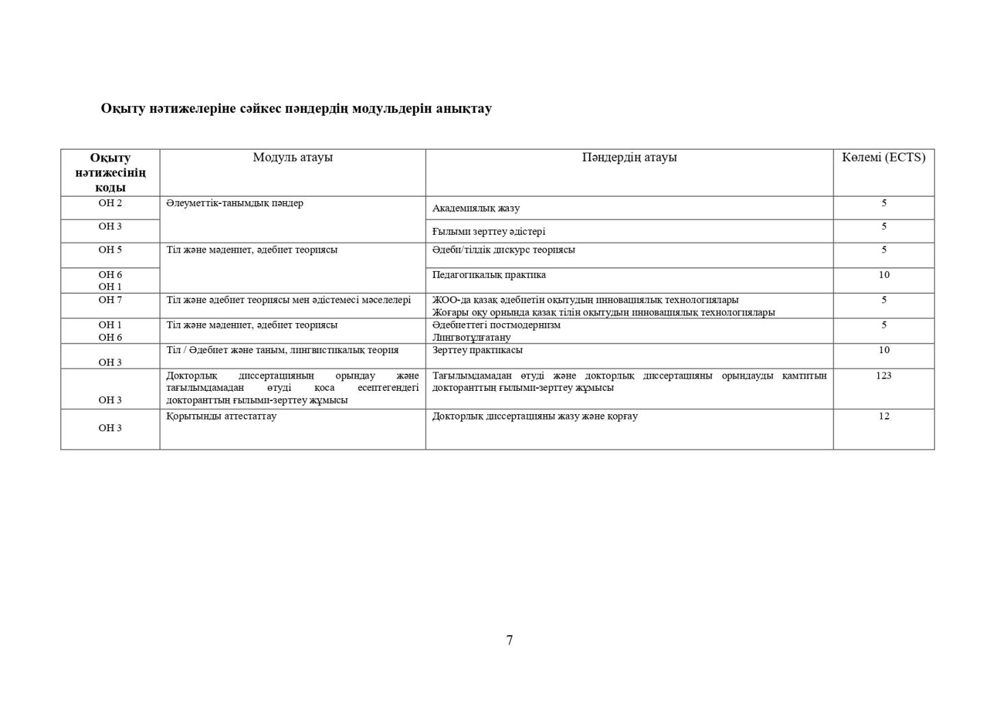 Оқыту нәтижелеріне сәйкес пәндердің модульдерін анықтау
Оқыту
нәтижесінің
коды
Модуль атауы
Пәндердің атауы
Көлемі (ECTS)
ОН 2
Әлеуметтік-танымдық пәндер
Академиялық жазу
5
ОН 3
Ғылыми зерттеу әдістері
5
ОН 5
Тіл және мәдениет, әдебиет теориясы
Әдеби/тілдік дискурс теориясы
5
ОН 6
ОН 1
Педагогикалық практика
10
ОН 7
Тіл және әдебиет теориясы мен әдістемесі мәселелері
ЖОО-да қазақ әдебиетін оқытудың инновациялық технологиялары
Жоғары оқу орнында қазақ тілін оқытудың инновациялық технологиялары
5
ОН 1
ОН 6
Тіл және мәдениет, әдебиет теориясы
Әдебиеттегі постмодернизм
Лингвотұлғатану
5
ОН 3
Тіл / Әдебиет және таным, лингвистикалық теория
Зерттеу практикасы
10
ОН 3
Докторлық диссертацияның орындау және
тағылымдамадан өтуді қоса есептегендегі
докторанттың ғылыми-зерттеу жұмысы
Тағылымдамадан өтуді және докторлық диссертацияны орындауды қамтитын
докторанттың ғылыми-зерттеу жұмысы
123
ОН 3
Қорытынды аттестаттау
Докторлық диссертацияны жазу және қорғау
12
7